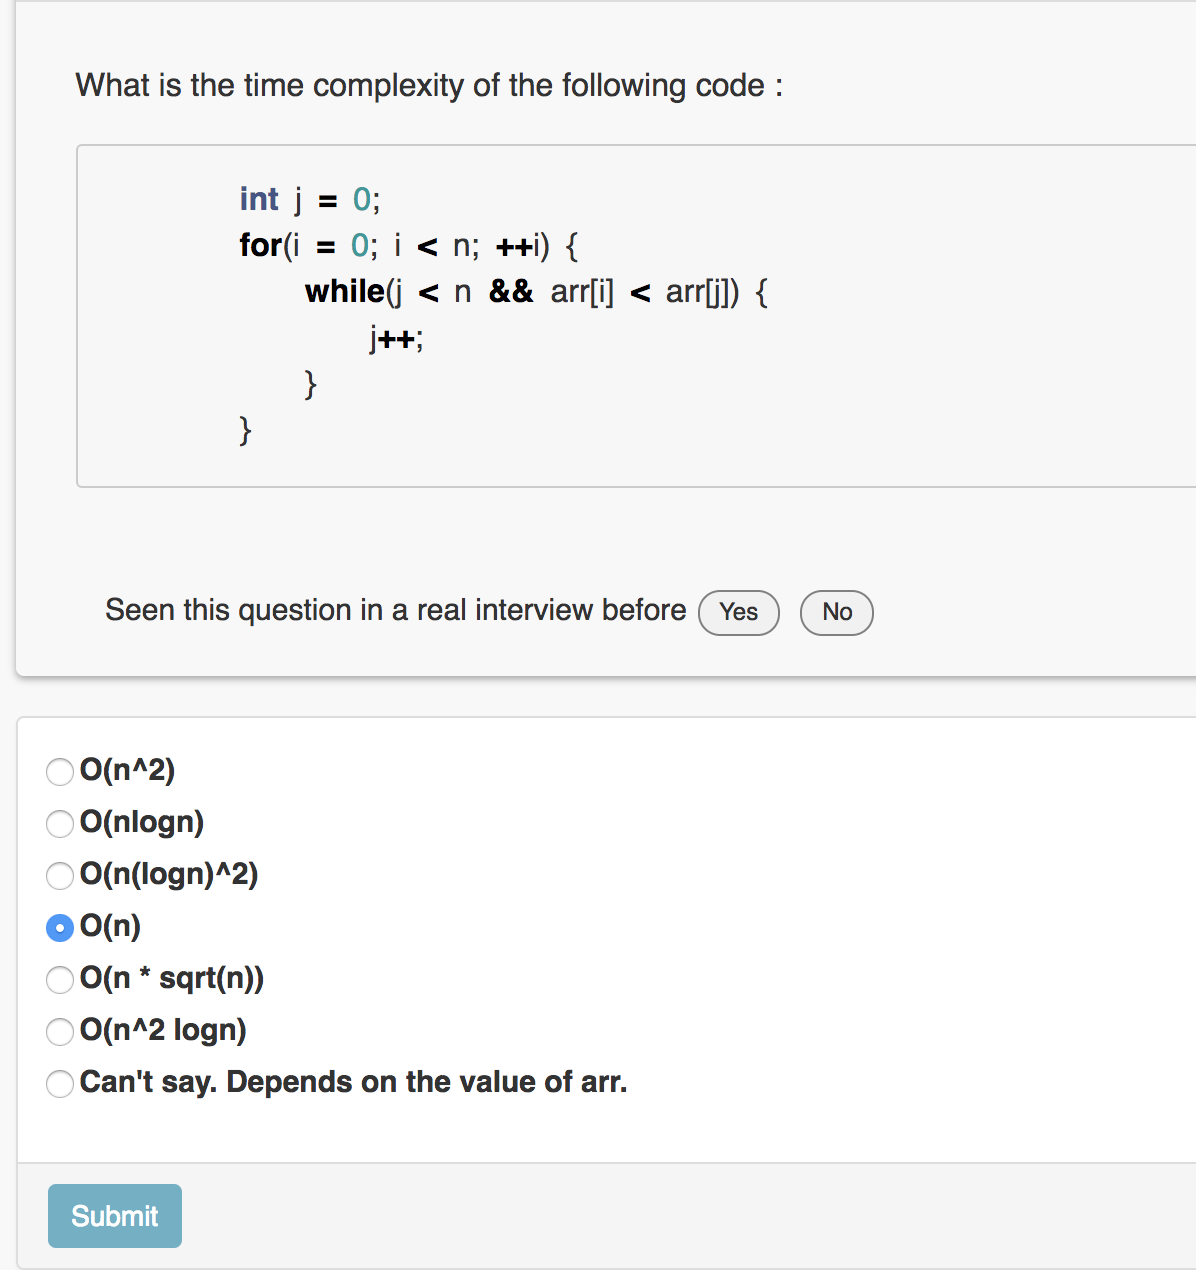 What is the time complexity of the following code :
int j = 0;
for(i = 0; i < n; ++i) {
while(j < n && arr[i] < arr[j]) {
j++;
}
}
Seen this question in a real interview before Yes No
O(n^2)
O(nlogn)
O(n(logn)^2)
O(n)
O(n * sqrt(n))
O(n^2 logn)
Can't say. Depends on the value of arr.
Submit